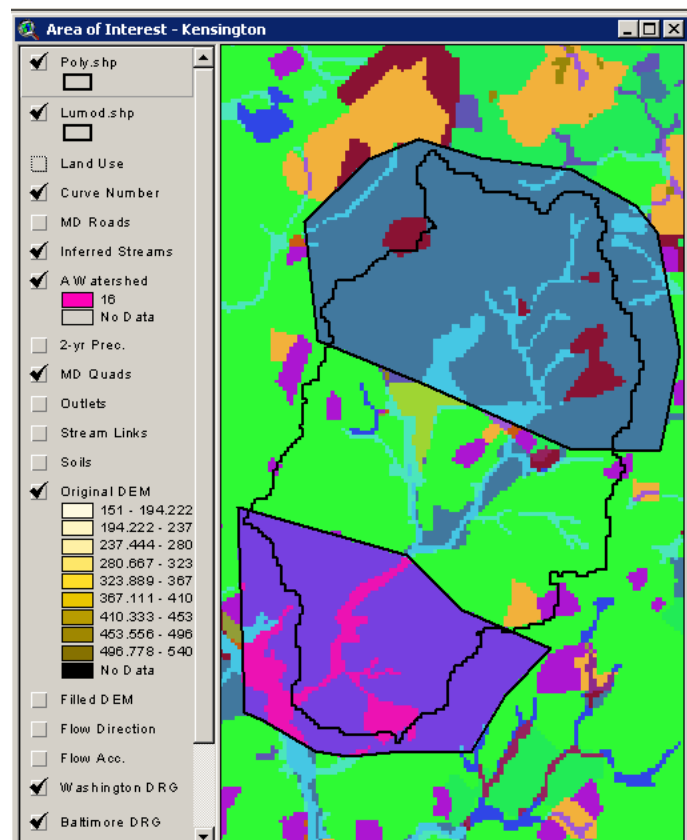 Area of Interest - Kensington
Poly.shp
Lumod.shp
Land Use
Curve Number
MD Roads
Inferred Streams
A Watershed
16
No Data
2-yr Prec.
MD Quads
Outlets
Stream Links
Soils
Original DEM
151 - 194.222
194.222 - 237
237.444 - 280
280.667 - 323
323.889 - 367
367.111 - 410
410.333 - 453
453.556 - 496
496.778 - 540
No Data
Filled DEM
Flow Direction
Flow Acc.
Washington DRG
Baltimore DRG